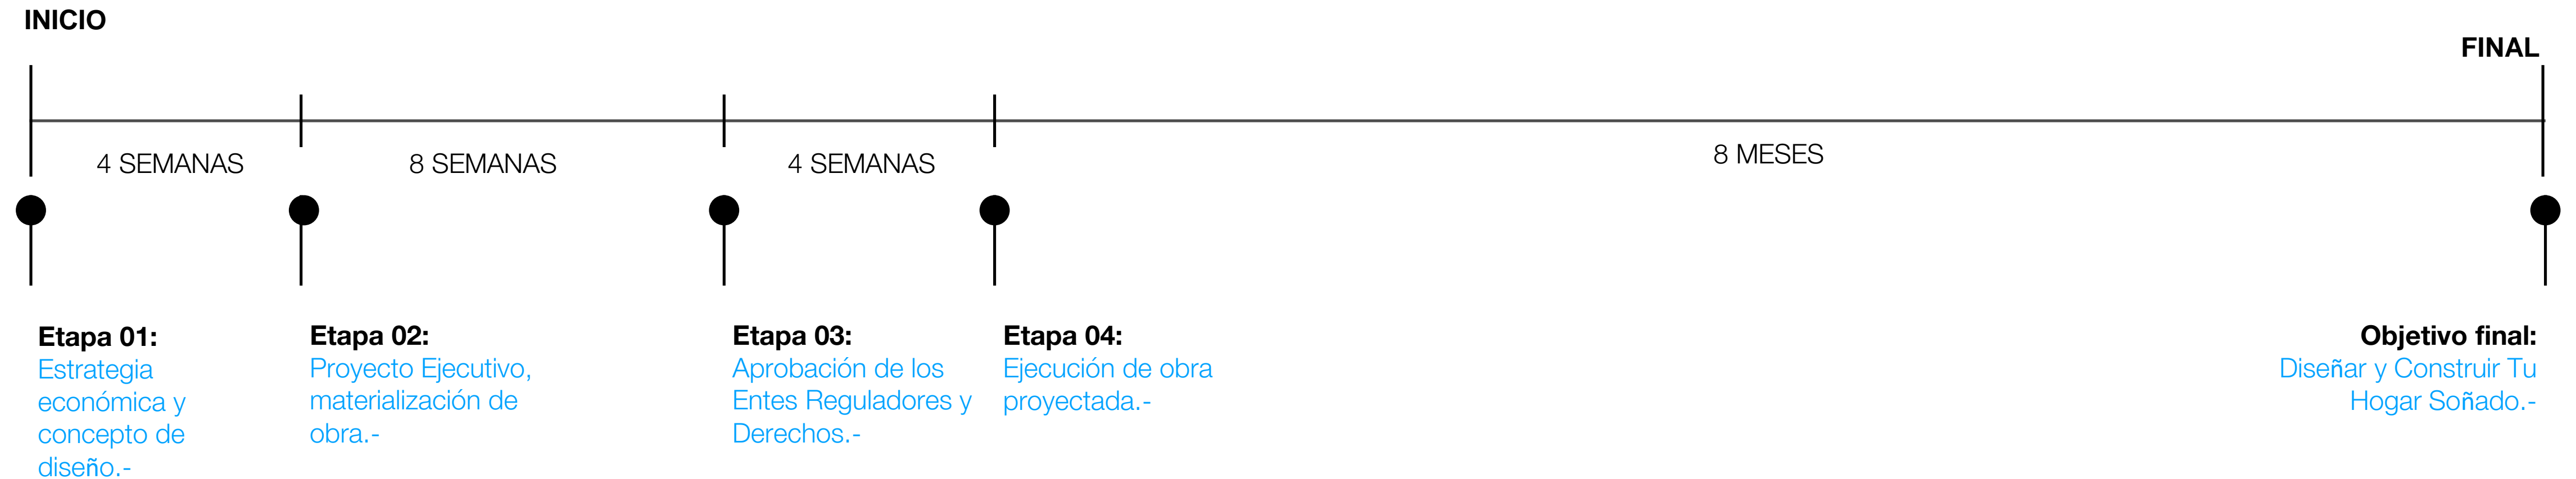 INICIO
FINAL
4 SEMANAS
8 SEMANAS
4 SEMANAS
8 MESES
Etapa 01:
Estrategia
económica y
concepto de
diseño.-
Etapa 02:
Proyecto Ejecutivo,
materialización de
obra.-
Etapa 03:
Aprobación de los
Entes Reguladores y
Derechos.-
Etapa 04:
Ejecución de obra
proyectada.-
Objetivo final:
Diseñar y Construir Tu
Hogar Soñado.-